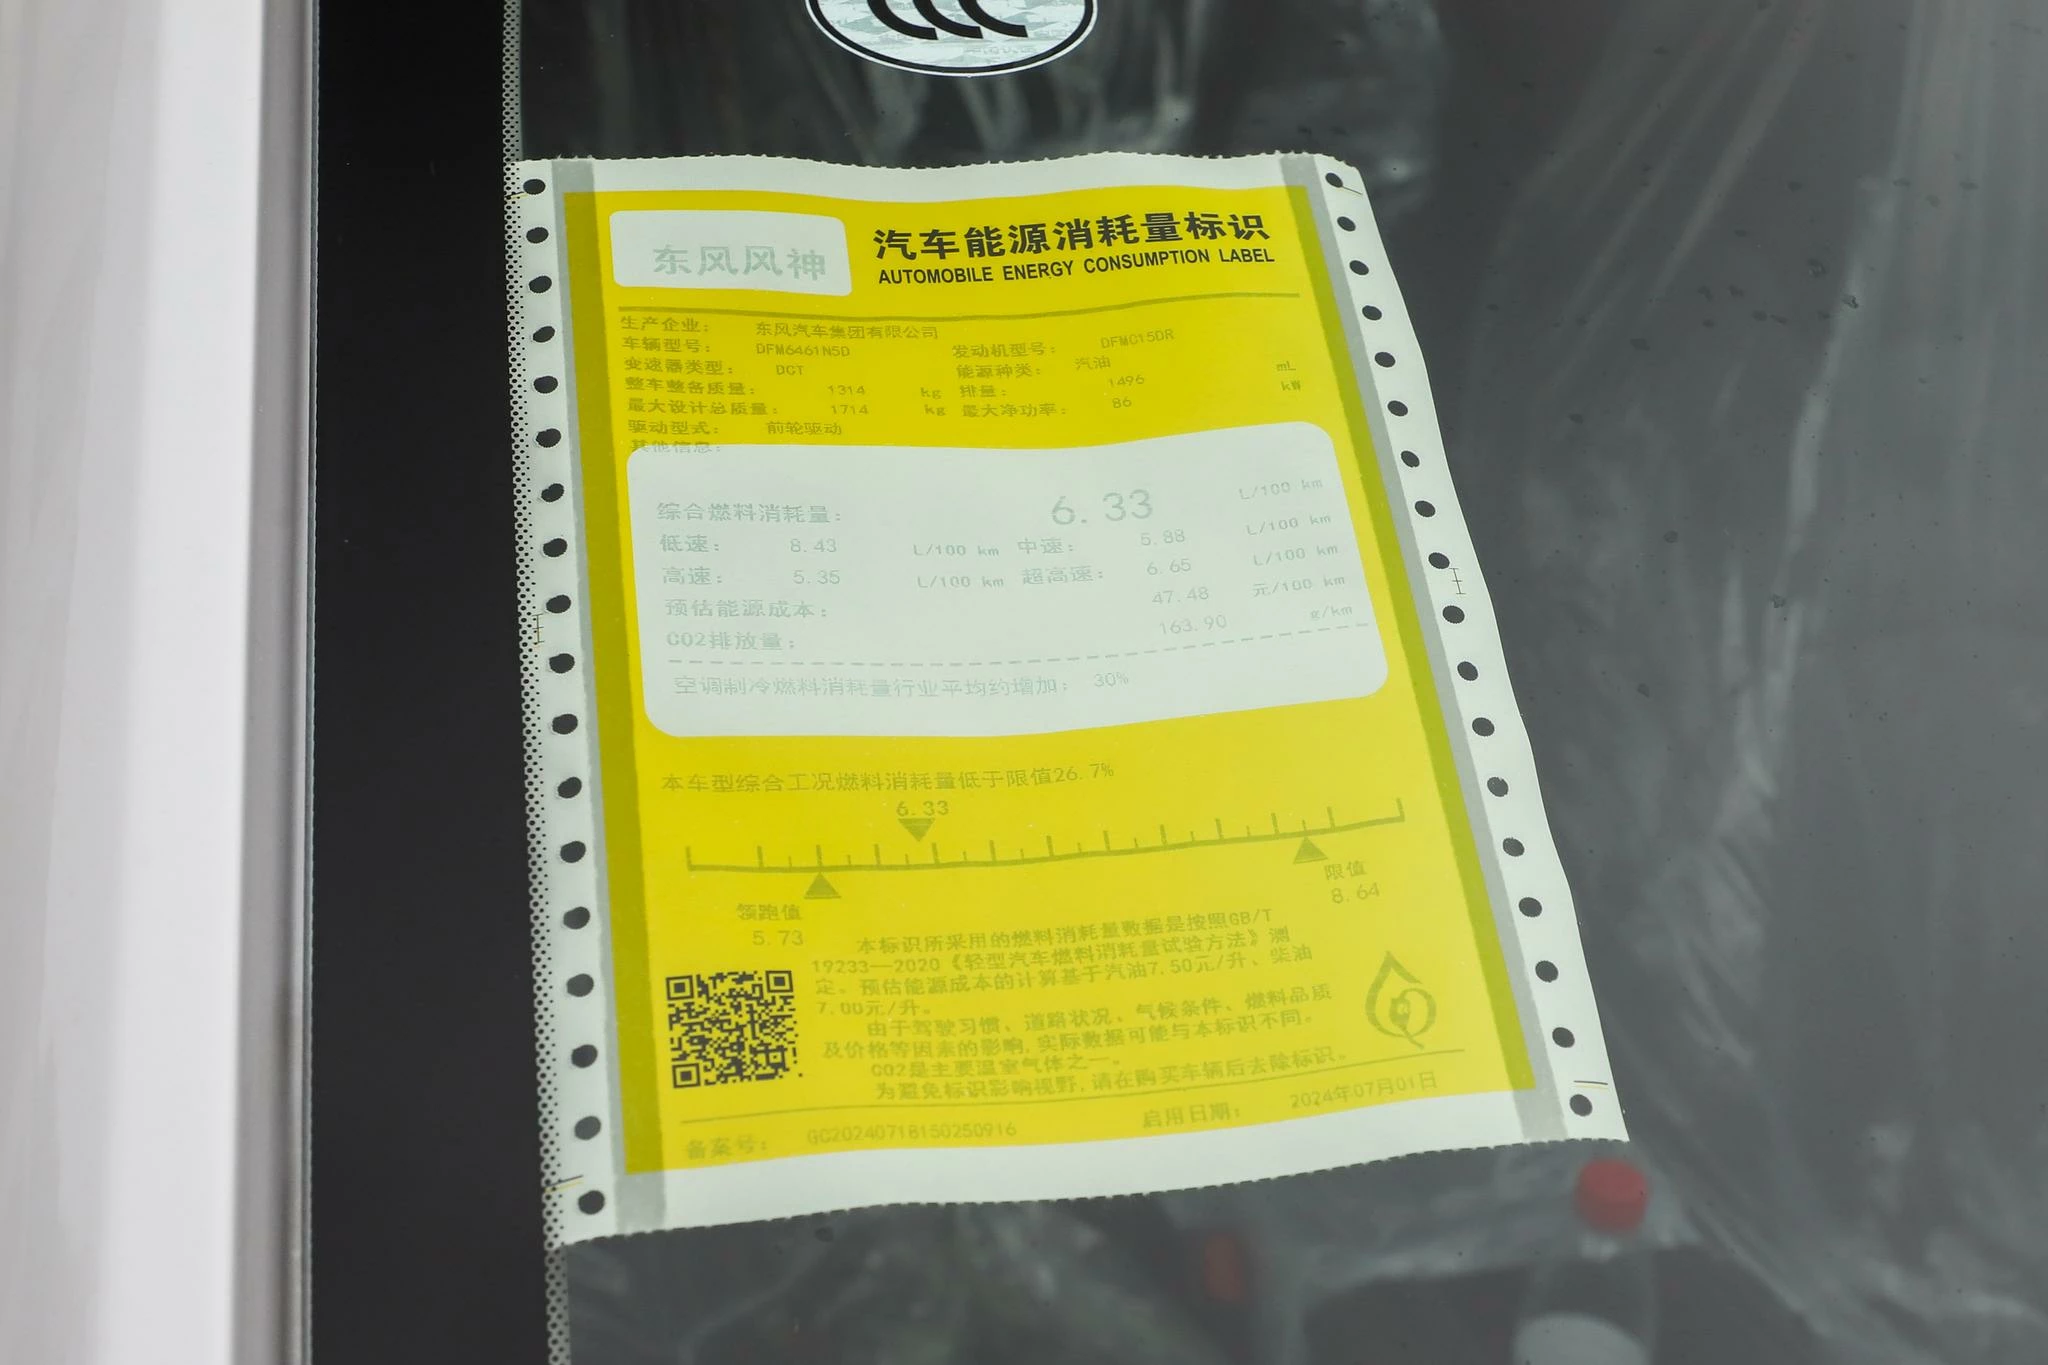 东风风神
汽车能源消耗量标识
AUTOMOBILE ENERGY CONSUMPTION LABEL
生产企业： 东风汽车集团有限公司
车辆型号： DFM6461N5D 发动机型号： DFMC15DR
变速器类型： DCT 能源种类： 汽油
整车整备质量： 1314 kg 排量： 1496 mL
最大设计总质量： 1714 kg 最大净功率： 86 kW
驱动型式： 前轮驱动
其他信息：
综合燃料消耗量： 6.33 L/100 km
低速： 8.43 L/100 km 中速： 5.88 L/100 km
高速： 5.35 L/100 km 超高速： 6.65 L/100 km
预估能源成本： 47.48 元/100 km
CO2排放量： 163.90 g/km
空调制冷燃料消耗量行业平均约增加： 30%
本车型综合工况燃料消耗量低于限值26.7%
6.33
领跑值
5.73
限值
8.64
本标识所采用的燃料消耗量数据是按照GB/T
19233—2020《轻型汽车燃料消耗量试验方法》测
定。预估能源成本的计算基于汽油7.50元/升、柴油
7.00元/升。
由于驾驶习惯、道路状况、气候条件、燃料品质
及价格等因素的影响，实际数据可能与本标识不同。
CO2是主要温室气体之一。
为避免标识影响视野，请在购买车辆后去除标识。
备案号： GC20240718150250916 启用日期： 2024年07月01日